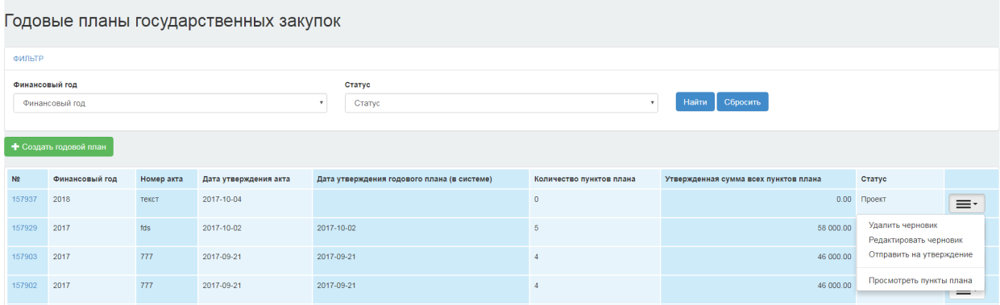 Годовые планы государственных закупок
ФИЛЬТР
Финансовый год Статус
Финансовый год Статус Найти Сбросить
Создать годовой план
№ Финансовый год Номер акта Дата утверждения акта Дата утверждения годового плана (в системе) Количество пунктов плана Утвержденная сумма всех пунктов плана Статус
157937 2018 текст 2017-10-04 0 0.00 Проект
157929 2017 fds 2017-10-02 2017-10-02 5 58 000.00
157903 2017 777 2017-09-21 2017-09-21 4 46 000.00
157902 2017 777 2017-09-21 2017-09-21 4 46 000.00
Удалить черновик
Редактировать черновик
Отправить на утверждение
Просмотреть пункты плана